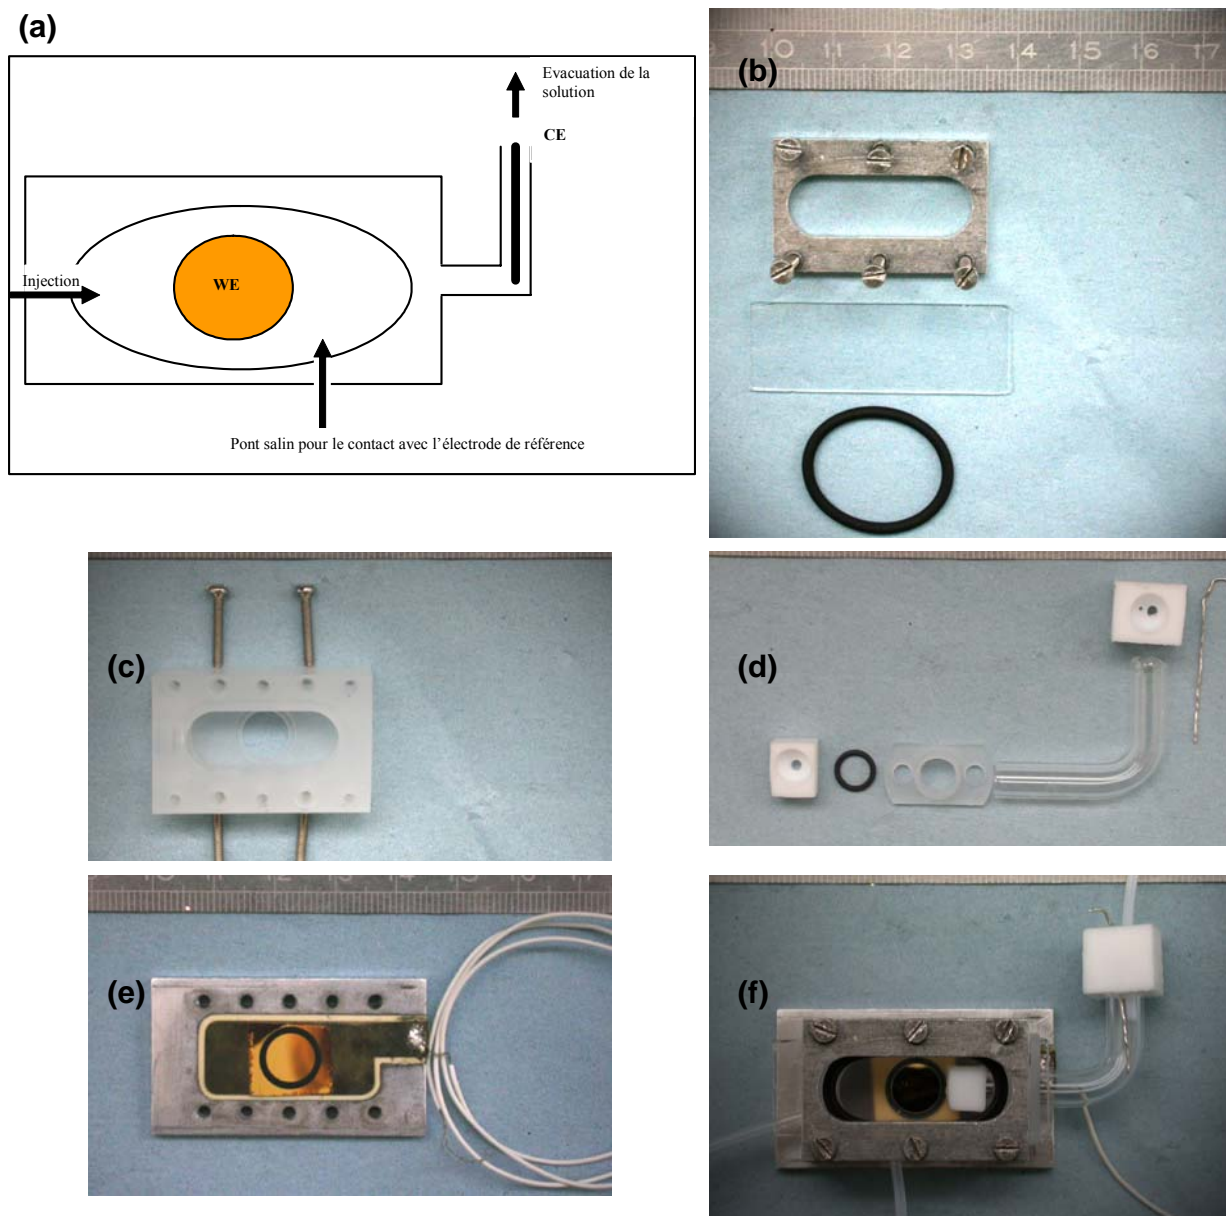 (a)
Evacuation de la
solution
CE
Injection
WE
Pont salin pour le contact avec l'électrode de référence
(b)
10 11 12 13 14 15 16 17
(c)
(d)
(e)
(f)